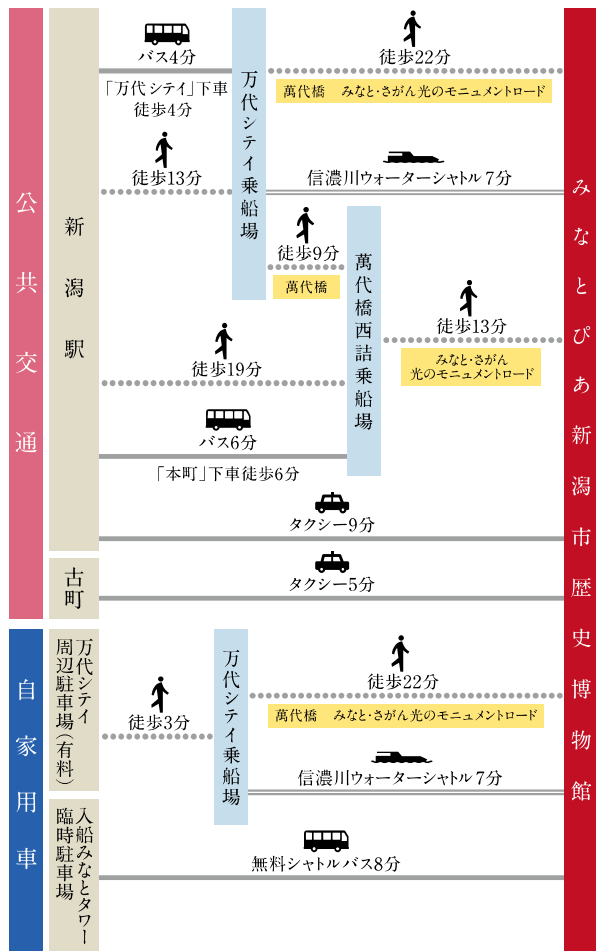 公共交通
新潟駅
バス4分
「万代シテイ」下車
徒歩4分
万代シテイ乗船場
徒歩22分
萬代橋 みなと・さがん光のモニュメントロード
徒歩13分
信濃川ウォーターシャトル 7分
徒歩9分
萬代橋
萬代橋西詰乗船場
徒歩13分
みなと・さがん
光のモニュメントロード
徒歩19分
バス6分
「本町」下車徒歩6分
タクシー9分
古町
タクシー5分
みなとぴあ新潟市歴史博物館
自家用車
万代シテイ
周辺駐車場(有料)
徒歩3分
万代シテイ乗船場
徒歩22分
萬代橋 みなと・さがん光のモニュメントロード
信濃川ウォーターシャトル 7分
入船みなとタワー
臨時駐車場
無料シャトルバス8分